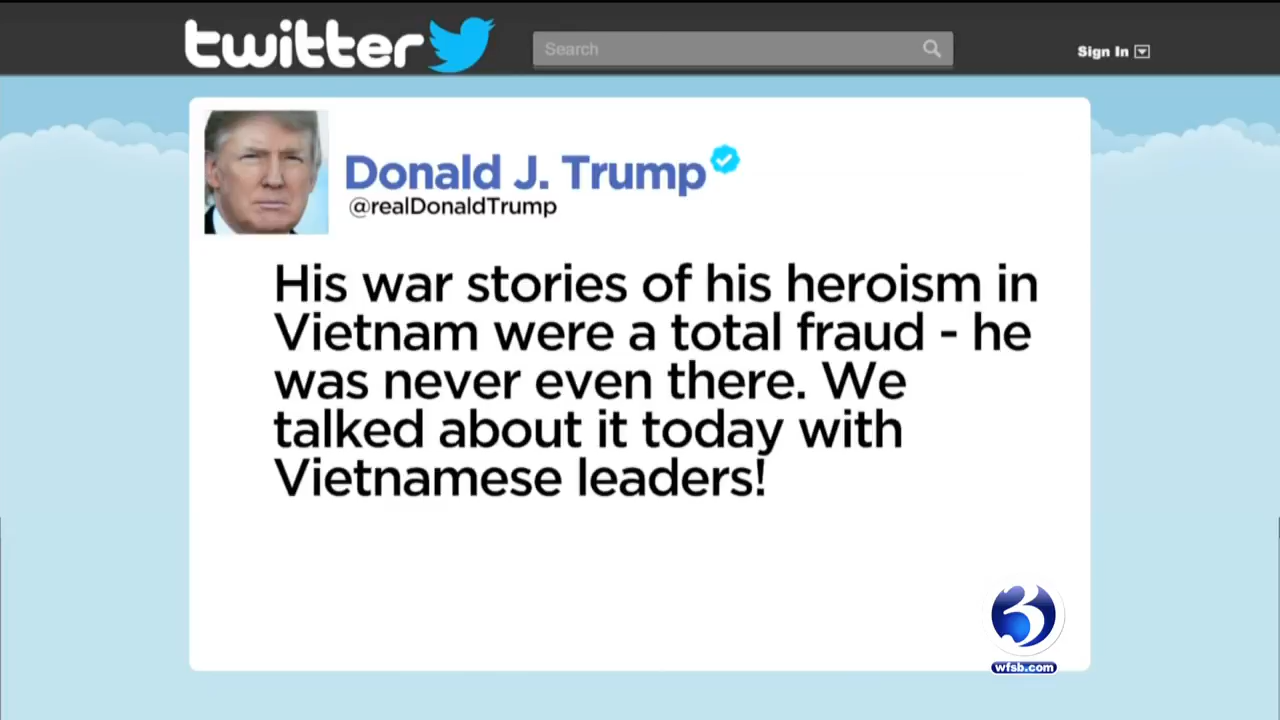 twitter
Search
Sign In
Donald J. Trump
@realDonaldTrump
His war stories of his heroism in
Vietnam were a total fraud - he
was never even there. We
talked about it today with
Vietnamese leaders!
3
wfsb.com